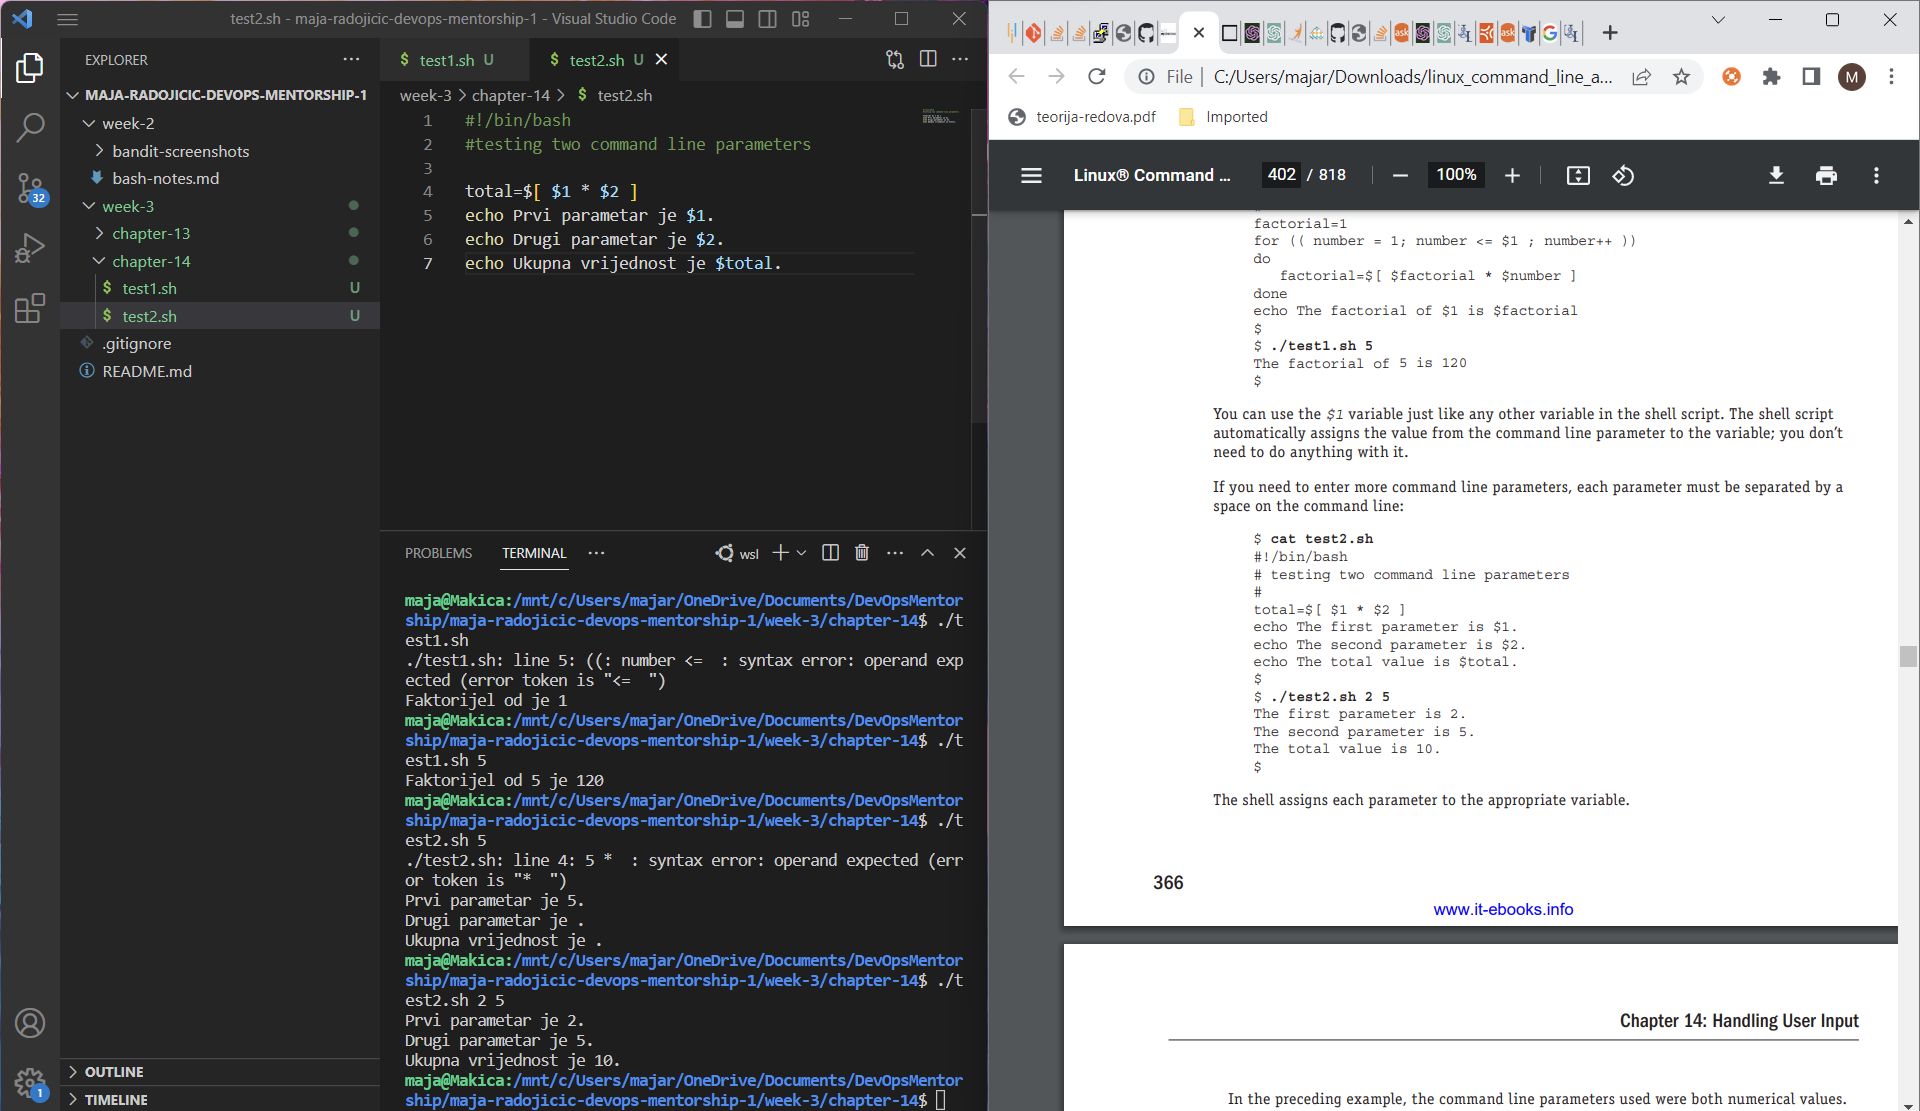 test2.sh - maja-radojicic-devops-mentorship-1 - Visual Studio Code
EXPLORER
MAJA-RADOJICIC-DEVOPS-MENTORSHIP-1
week-2
bandit-screenshots
bash-notes.md
week-3
chapter-13
chapter-14
test1.sh U
test2.sh U
.gitignore
README.md
32
1
OUTLINE
TIMELINE
$ test1.sh U
$ test2.sh U
week-3 > chapter-14 > $ test2.sh
1 #!/bin/bash
2 #testing two command line parameters
3
4 total=$[ $1 * $2 ]
5 echo Prvi parametar je $1.
6 echo Drugi parametar je $2.
7 echo Ukupna vrijednost je $total.
PROBLEMS TERMINAL
wsl
maja@Makica:/mnt/c/Users/majar/OneDrive/Documents/DevOpsMentor
ship/maja-radojicic-devops-mentorship-1/week-3/chapter-14$ ./t
est1.sh
./test1.sh: line 5: ((: number <=  : syntax error: operand exp
ected (error token is "<=  ")
Faktorijel od je 1
maja@Makica:/mnt/c/Users/majar/OneDrive/Documents/DevOpsMentor
ship/maja-radojicic-devops-mentorship-1/week-3/chapter-14$ ./t
est1.sh 5
Faktorijel od 5 je 120
maja@Makica:/mnt/c/Users/majar/OneDrive/Documents/DevOpsMentor
ship/maja-radojicic-devops-mentorship-1/week-3/chapter-14$ ./t
est2.sh 5
./test2.sh: line 4: 5 *  : syntax error: operand expected (err
or token is "*  ")
Prvi parametar je 5.
Drugi parametar je .
Ukupna vrijednost je .
maja@Makica:/mnt/c/Users/majar/OneDrive/Documents/DevOpsMentor
ship/maja-radojicic-devops-mentorship-1/week-3/chapter-14$ ./t
est2.sh 2 5
Prvi parametar je 2.
Drugi parametar je 5.
Ukupna vrijednost je 10.
maja@Makica:/mnt/c/Users/majar/OneDrive/Documents/DevOpsMentor
ship/maja-radojicic-devops-mentorship-1/week-3/chapter-14$
File | C:/Users/majar/Downloads/linux_command_line_a...
M
teorija-redova.pdf
Imported
Linux® Command ...
402 / 818
100%
factorial=1
for (( number = 1; number <= $1 ; number++ ))
do
factorial=$[ $factorial * $number ]
done
echo The factorial of $1 is $factorial
$
$ ./test1.sh 5
The factorial of 5 is 120
$
You can use the $1 variable just like any other variable in the shell script. The shell script
automatically assigns the value from the command line parameter to the variable; you don't
need to do anything with it.
If you need to enter more command line parameters, each parameter must be separated by a
space on the command line:
$ cat test2.sh
#!/bin/bash
# testing two command line parameters
#
total=$[ $1 * $2 ]
echo The first parameter is $1.
echo The second parameter is $2.
echo The total value is $total.
$
$ ./test2.sh 2 5
The first parameter is 2.
The second parameter is 5.
The total value is 10.
$
The shell assigns each parameter to the appropriate variable.
366
www.it-ebooks.info
Chapter 14: Handling User Input
In the preceding example, the command line parameters used were both numerical values.